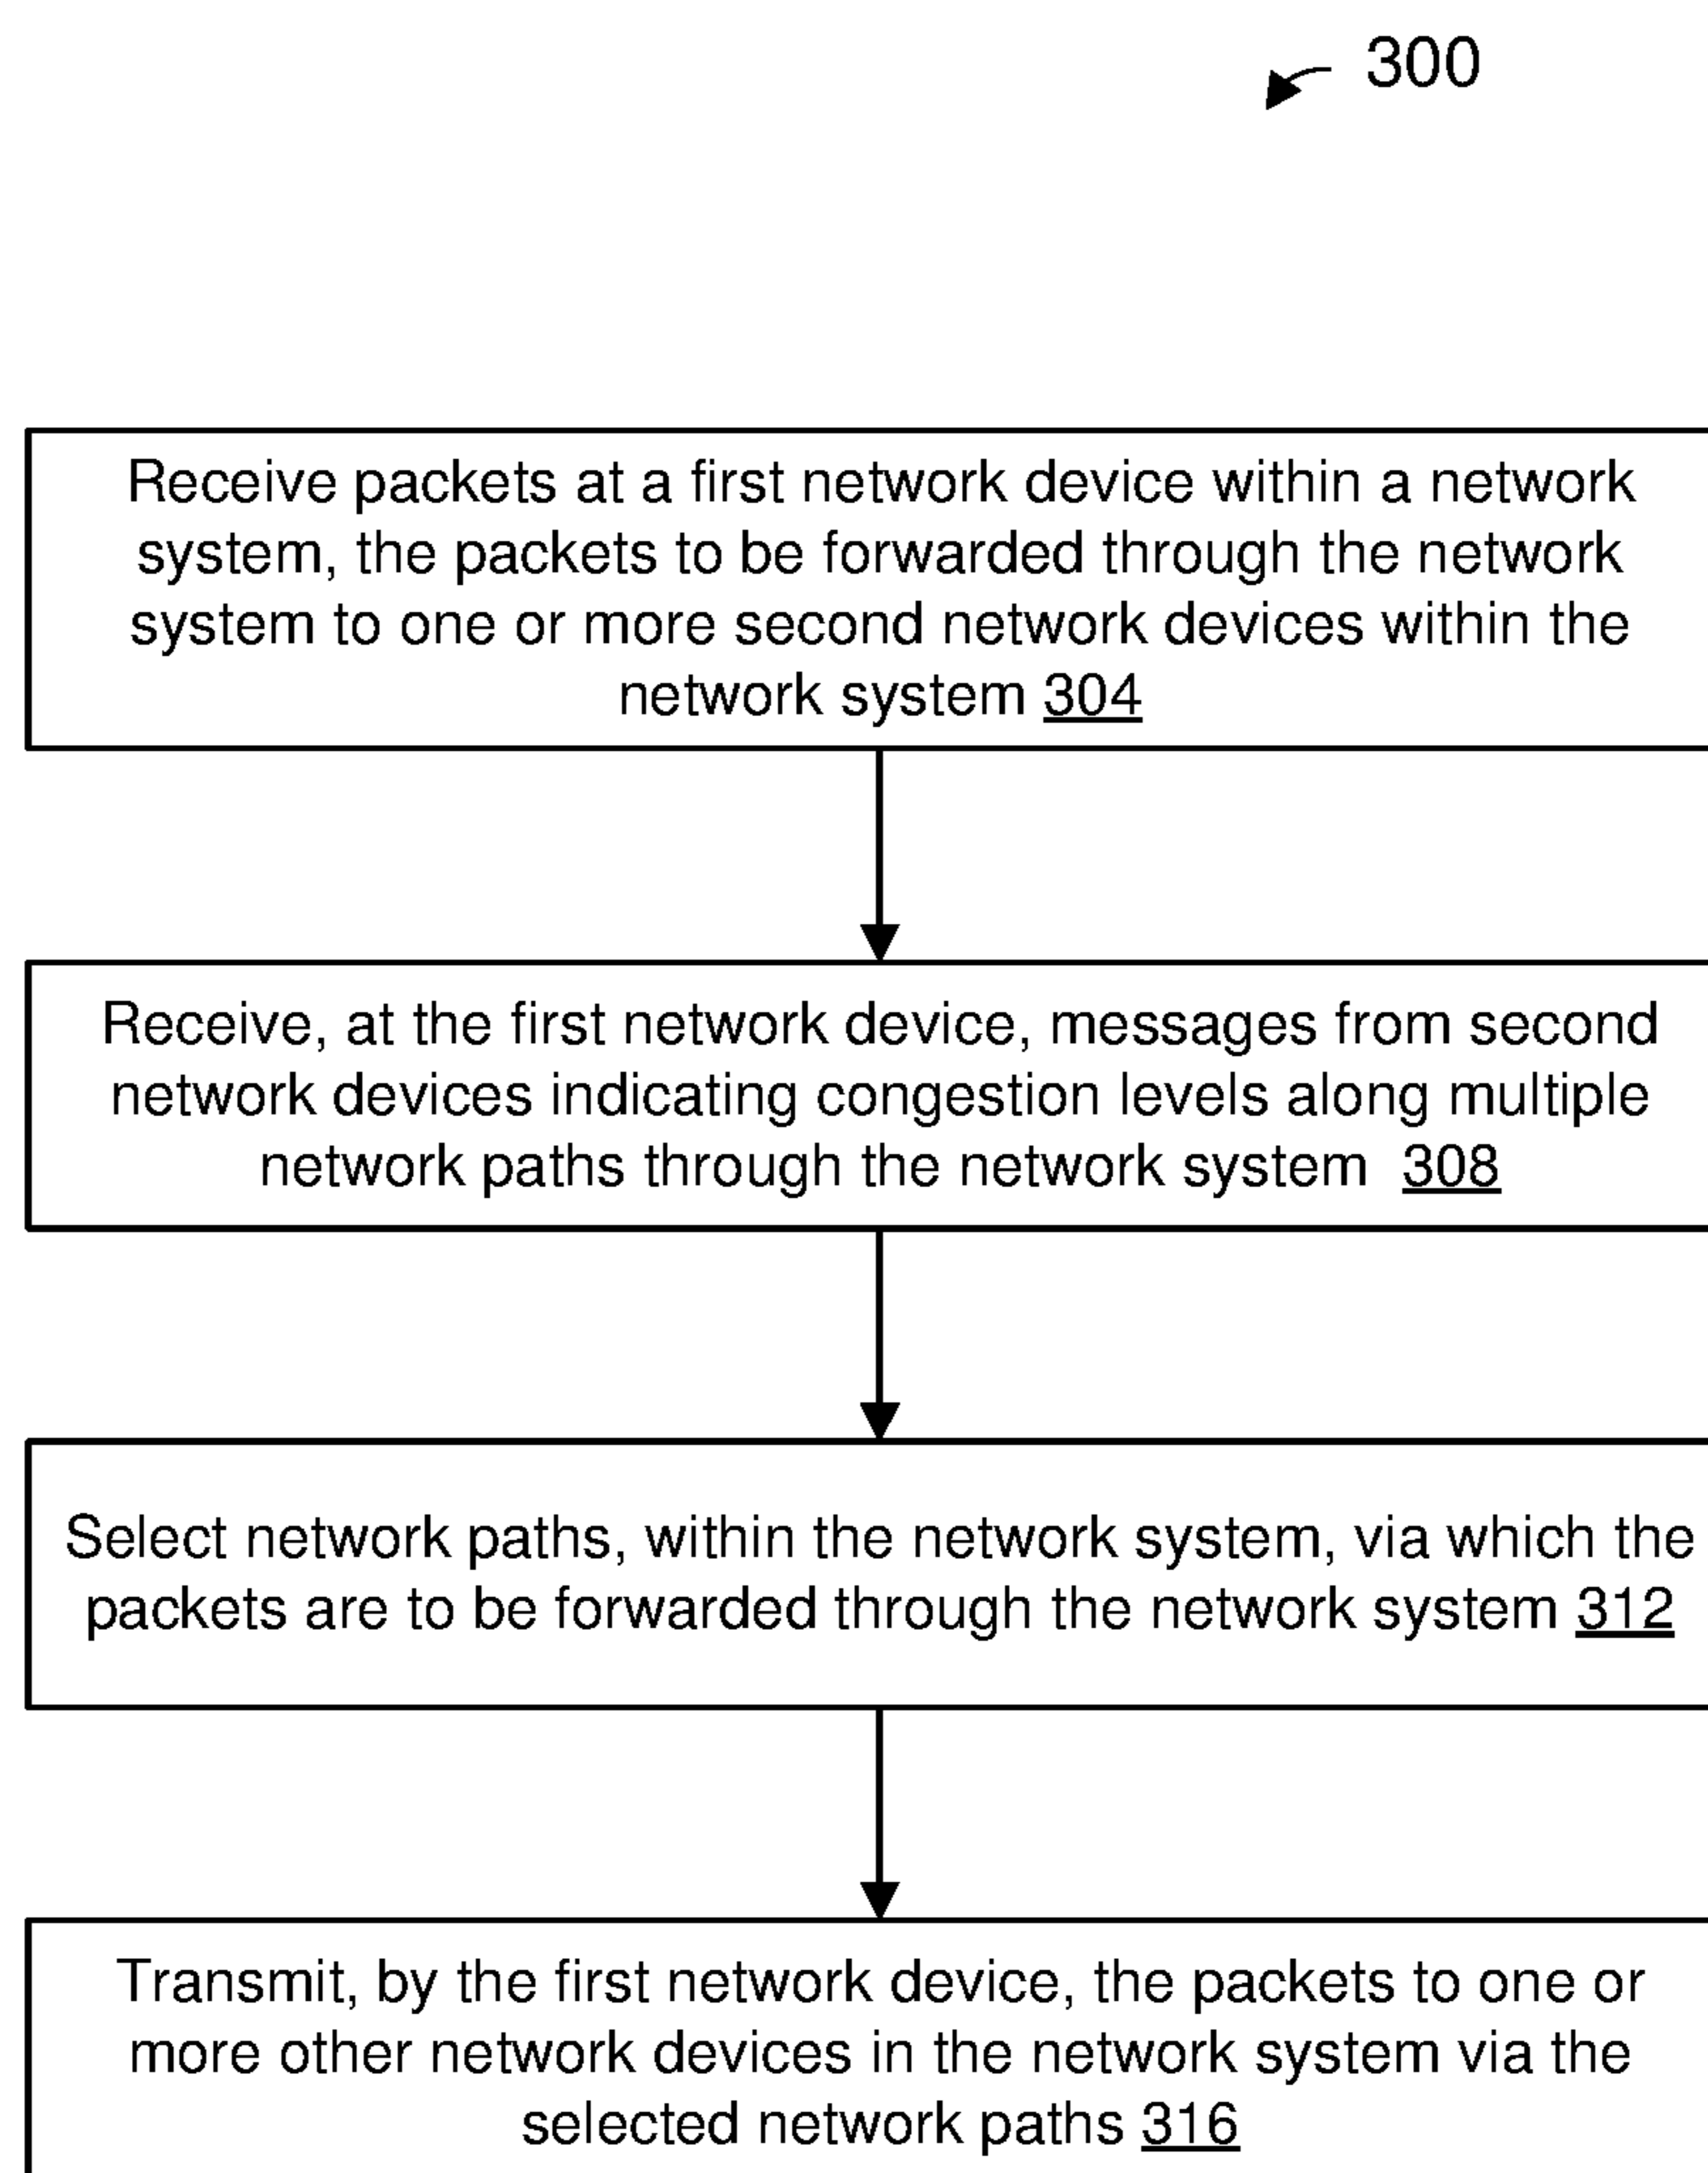 300
Receive packets at a first network device within a network
system, the packets to be forwarded through the network
system to one or more second network devices within the
network system 304
Receive, at the first network device, messages from second
network devices indicating congestion levels along multiple
network paths through the network system 308
Select network paths, within the network system, via which the
packets are to be forwarded through the network system 312
Transmit, by the first network device, the packets to one or
more other network devices in the network system via the
selected network paths 316